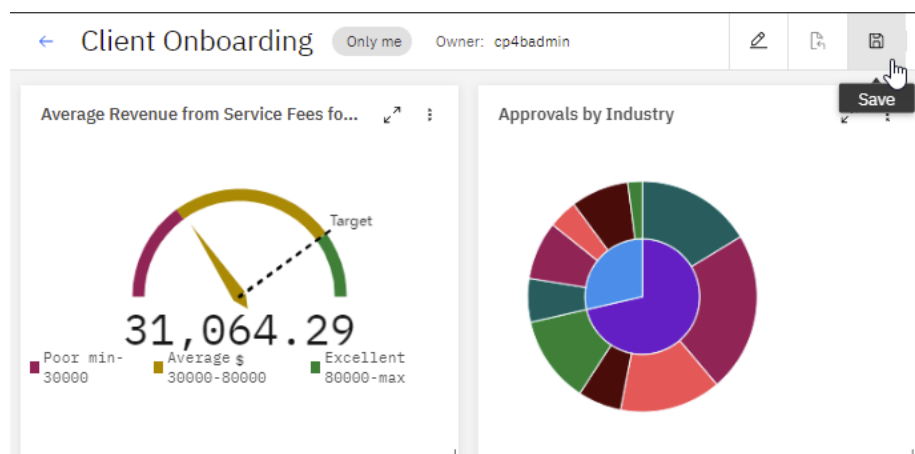 Client Onboarding Only me Owner: cp4badmin
Save
Average Revenue from Service Fees fo...
Approvals by Industry
Target
31,064.29
Poor min-
30000
Average $
30000-80000
Excellent
80000-max